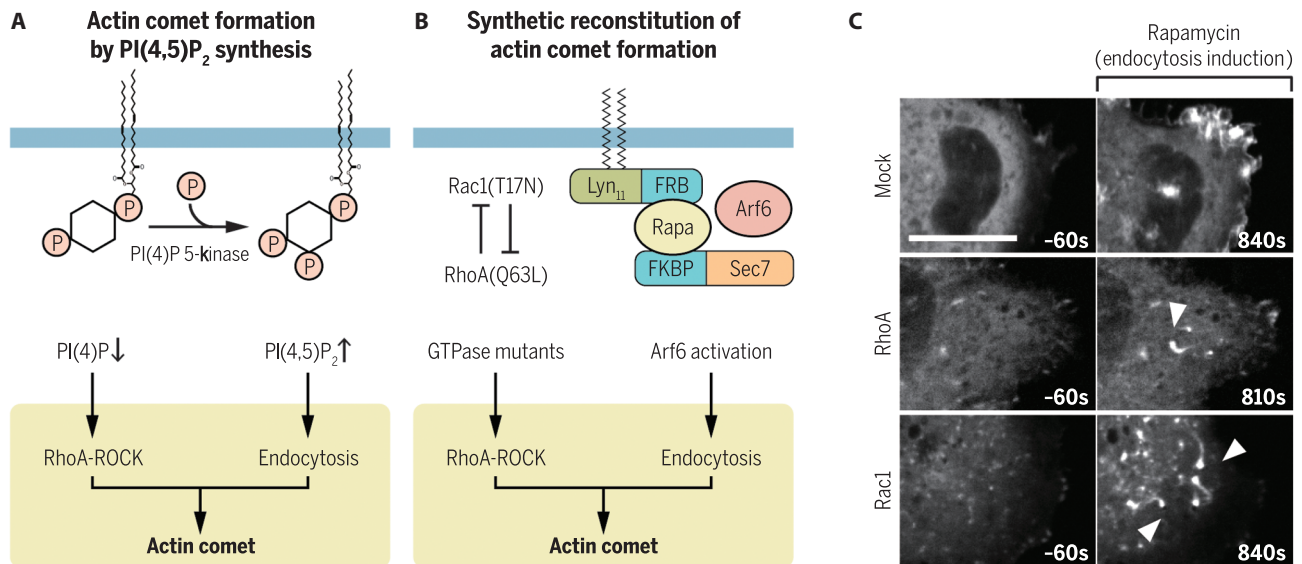 A
Actin comet formation
by PI(4,5)P2 synthesis
P
P
P
P
P
P
PI(4)P 5-kinase
PI(4)P↓
PI(4,5)P2↑
RhoA-ROCK
Endocytosis
Actin comet
B
Synthetic reconstitution of
actin comet formation
Rac1(T17N)
RhoA(Q63L)
Lyn11
FRB
Rapa
Arf6
FKBP
Sec7
GTPase mutants
Arf6 activation
RhoA-ROCK
Endocytosis
Actin comet
C
Rapamycin
(endocytosis induction)
Mock
-60s
840s
RhoA
-60s
810s
Rac1
-60s
840s